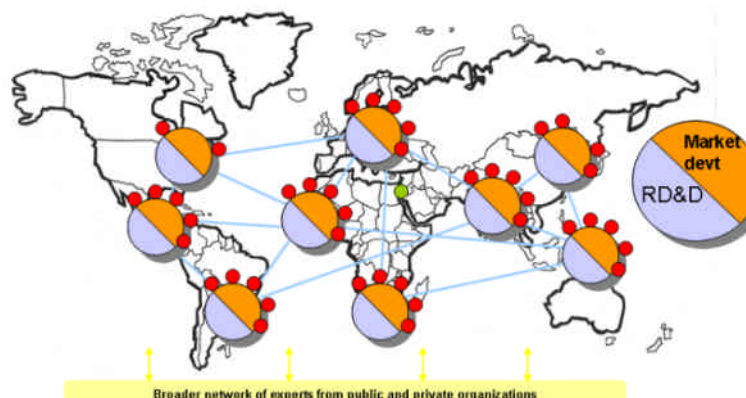 Market
devt
RD&D
Broader network of experts from public and private organizations